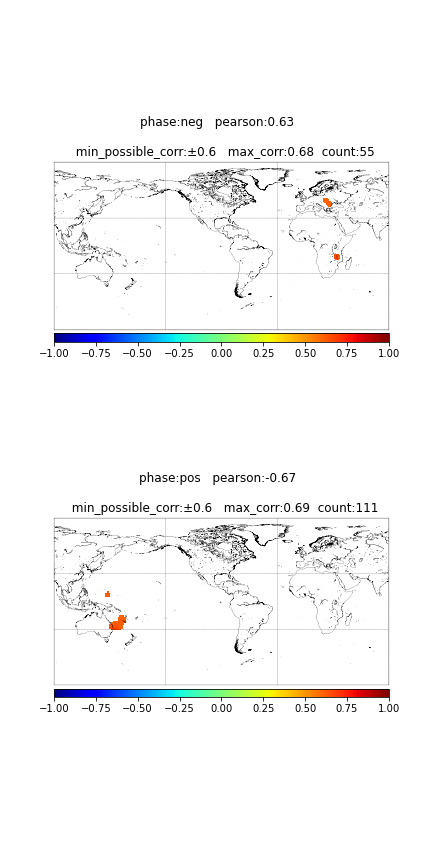 phase:neg   pearson:0.63
min_possible_corr:±0.6   max_corr:0.68  count:55
−1.00 −0.75 −0.50 −0.25 0.00 0.25 0.50 0.75 1.00
phase:pos   pearson:-0.67
min_possible_corr:±0.6   max_corr:0.69  count:111
−1.00 −0.75 −0.50 −0.25 0.00 0.25 0.50 0.75 1.00